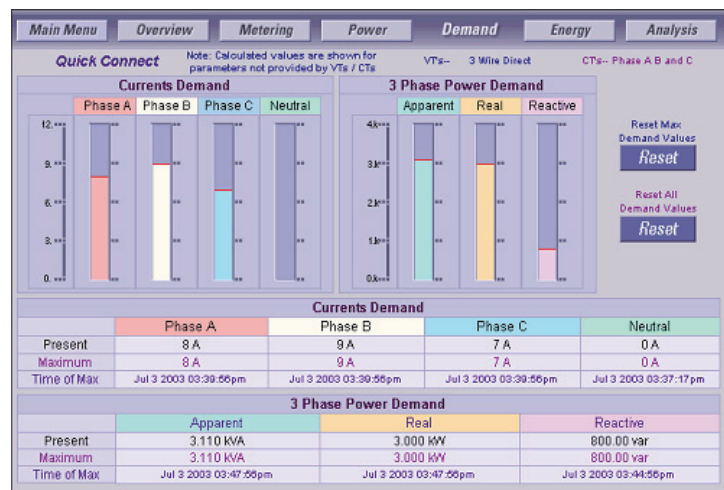 Main Menu Overview Metering Power Demand Energy Analysis
Quick Connect
Note: Calculated values are shown for
parameters not provided by VTs / CTs
VT's-- 3 Wire Direct
CT's-- Phase A B and C
Currents Demand
Phase A Phase B Phase C Neutral
12.
9.
6.
3.
0.
3 Phase Power Demand
Apparent Real Reactive
4.k
3.k
2.k
1.k
0.k
Reset Max
Demand Values
Reset
Reset All
Demand Values
Reset
Currents Demand
Phase A Phase B Phase C Neutral
Present 8 A 9 A 7 A 0 A
Maximum 8 A 9 A 7 A 0 A
Time of Max Jul 3 2003 03:39:56pm Jul 3 2003 03:39:56pm Jul 3 2003 03:39:56pm Jul 3 2003 03:37:17pm
3 Phase Power Demand
Apparent Real Reactive
Present 3.110 kVA 3.000 kW 800.00 var
Maximum 3.110 kVA 3.000 kW 800.00 var
Time of Max Jul 3 2003 03:47:56pm Jul 3 2003 03:47:56pm Jul 3 2003 03:44:56pm